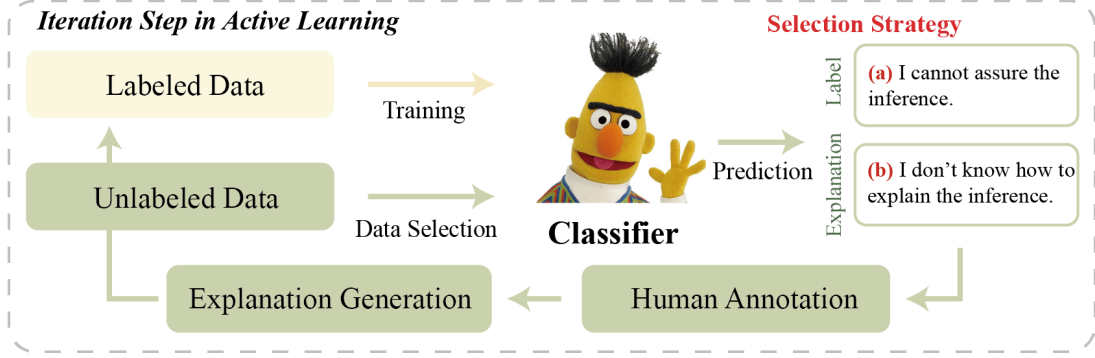 Iteration Step in Active Learning
Selection Strategy
Labeled Data
Training
Label
(a) I cannot assure the
inference.
Unlabeled Data
Data Selection
Classifier
Prediction
Explanation
(b) I don't know how to
explain the inference.
Explanation Generation
Human Annotation